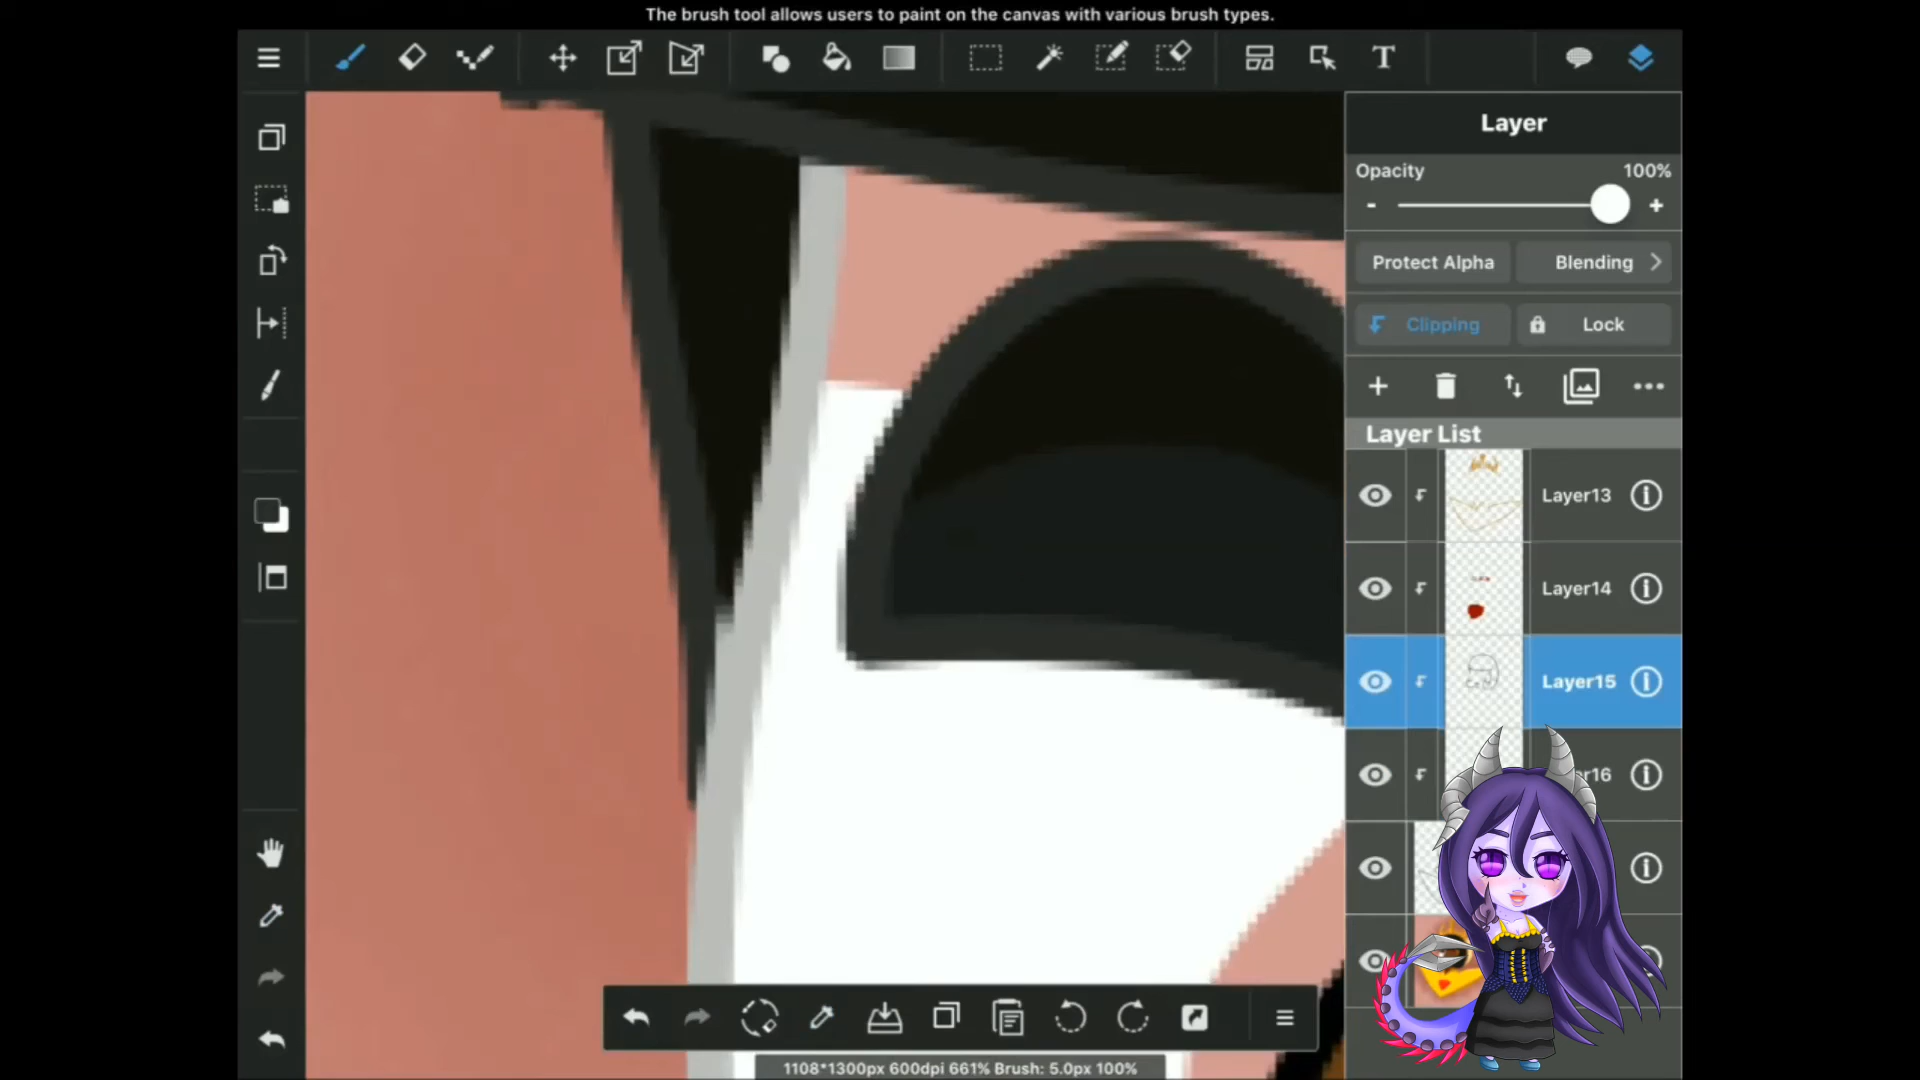 The brush tool allows users to paint on the canvas with various brush types.
T
Layer
Opacity 100%
- +
Protect Alpha Blending
Clipping Lock
Layer List
Layer13
Layer14
Layer15
er16
1108*1300px 600dpi 661% Brush: 5.0px 100%